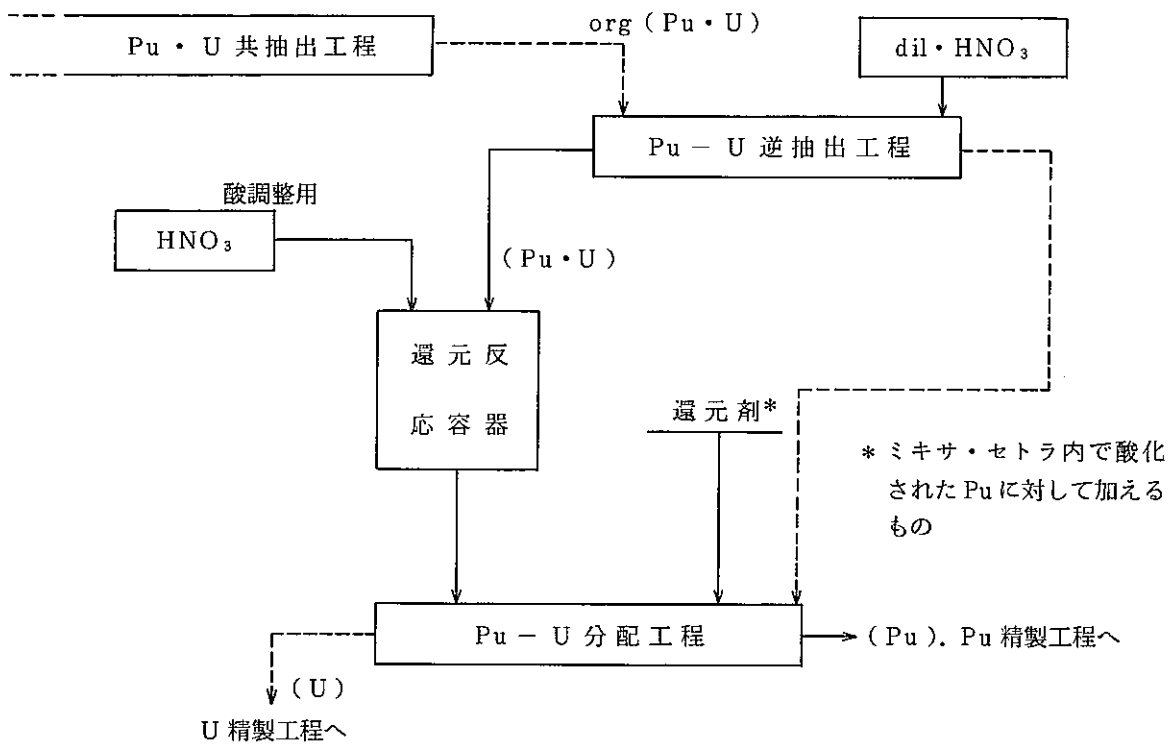 org (Pu・U)
Pu・U 共抽出工程
dil・HNO₃
Pu－U 逆抽出工程
酸調整用
HNO₃
(Pu・U)
還元反
応容器
還元剤*
* ミキサ・セトラ内で酸化
されたPuに対して加える
もの
Pu－U分配工程
(Pu). Pu精製工程へ
(U)
U精製工程へ